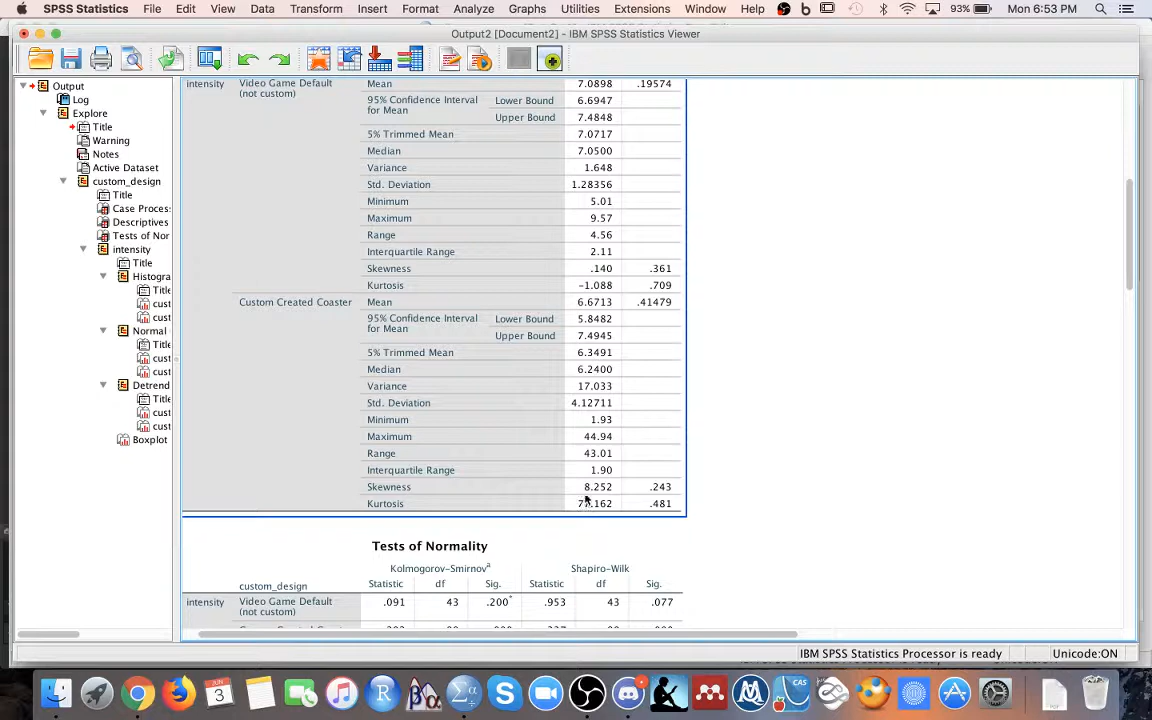 SPSS Statistics File Edit View Data Transform Insert Format Analyze Graphs Utilities Extensions Window Help 93% Mon 6:53 PM
Output2 [Document2] – IBM SPSS Statistics Viewer
Output
Log
Explore
Title
Warning
Notes
Active Dataset
custom_design
Title
Case Proces
Descriptives
Tests of Nor
intensity
Title
Histogra
Title
cust
cust
Normal
Title
cust
cust
Detrend
Title
cust
cust
Boxplot
intensity Video Game Default (not custom) Mean 7.0898 .19574
95% Confidence Interval for Mean Lower Bound 6.6947
Upper Bound 7.4848
5% Trimmed Mean 7.0717
Median 7.0500
Variance 1.648
Std. Deviation 1.28356
Minimum 5.01
Maximum 9.57
Range 4.56
Interquartile Range 2.11
Skewness .140 .361
Kurtosis -1.088 .709
Custom Created Coaster Mean 6.6713 .41479
95% Confidence Interval for Mean Lower Bound 5.8482
Upper Bound 7.4945
5% Trimmed Mean 6.3491
Median 6.2400
Variance 17.033
Std. Deviation 4.12711
Minimum 1.93
Maximum 44.94
Range 43.01
Interquartile Range 1.90
Skewness 8.252 .243
Kurtosis .481
Tests of Normality
Kolmogorov-Smirnov^a Shapiro-Wilk
custom_design Statistic df Sig. Statistic df Sig.
intensity Video Game Default (not custom) .091 43 .200* .953 43 .077
IBM SPSS Statistics Processor is ready Unicode:ON
JUN
3